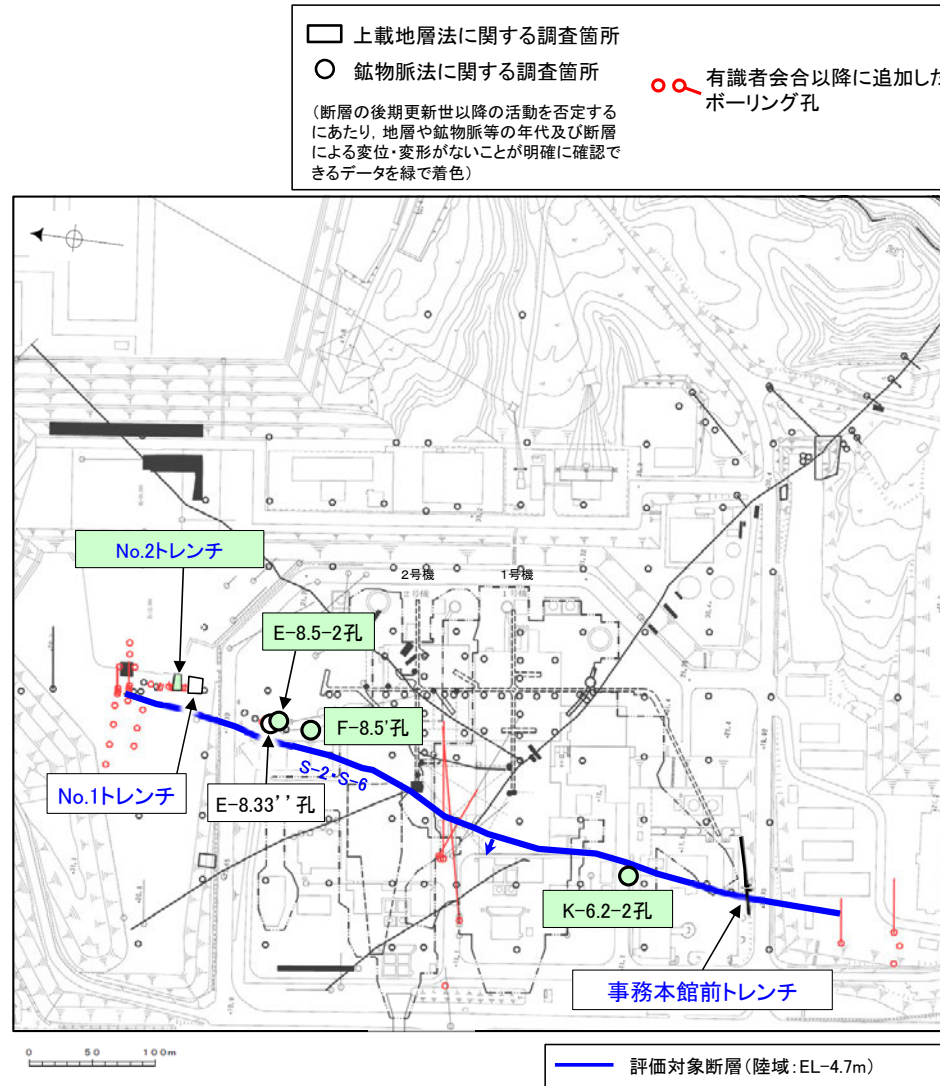 上載地層法に関する調査箇所
鉱物脈法に関する調査箇所
有識者会合以降に追加した
ボーリング孔
(断層の後期更新世以降の活動を否定する
にあたり, 地層や鉱物脈等の年代及び断層
による変位・変形がないことが明確に確認で
きるデータを緑で着色)
No.2トレンチ
2号機
1号機
E-8.5-2孔
F-8.5'孔
S-2・S-6
No.1トレンチ
E-8.33''孔
K-6.2-2孔
事務本館前トレンチ
0 50 100m
評価対象断層(陸域:EL-4.7m)